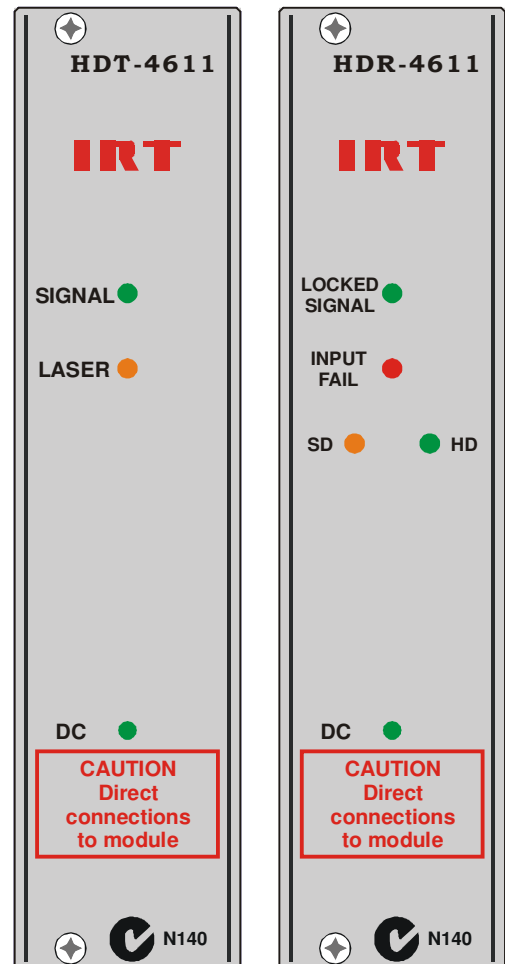 HDT-4611
IRT
SIGNAL
LASER
DC
CAUTION
Direct
connections
to module
N140
HDR-4611
IRT
LOCKED
SIGNAL
INPUT
FAIL
SD HD
DC
CAUTION
Direct
connections
to module
N140